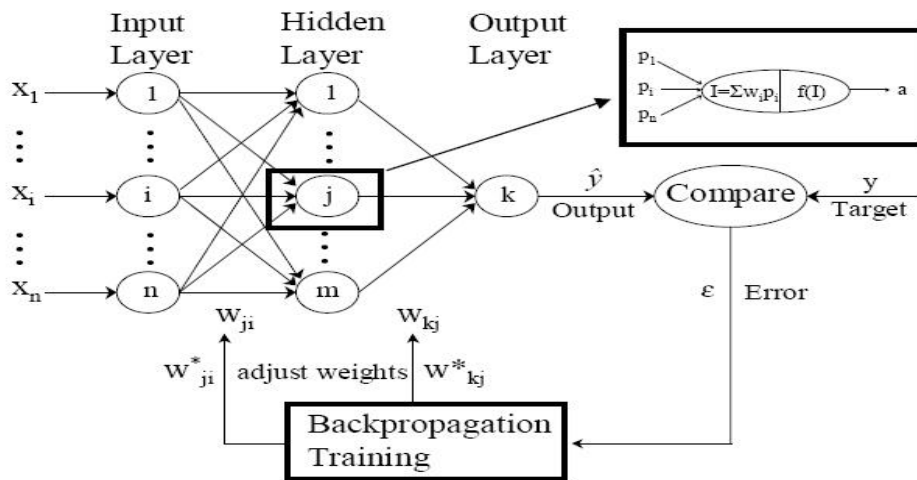 Input
Layer
Hidden
Layer
Output
Layer
p1
pi
pn
I=Σwipi
f(I)
a
x1
1
1
xi
i
j
k
ŷ
Output
Compare
y
Target
xn
n
m
ε
Error
wji
wkj
W*ji
adjust weights
W*kj
Backpropagation
Training